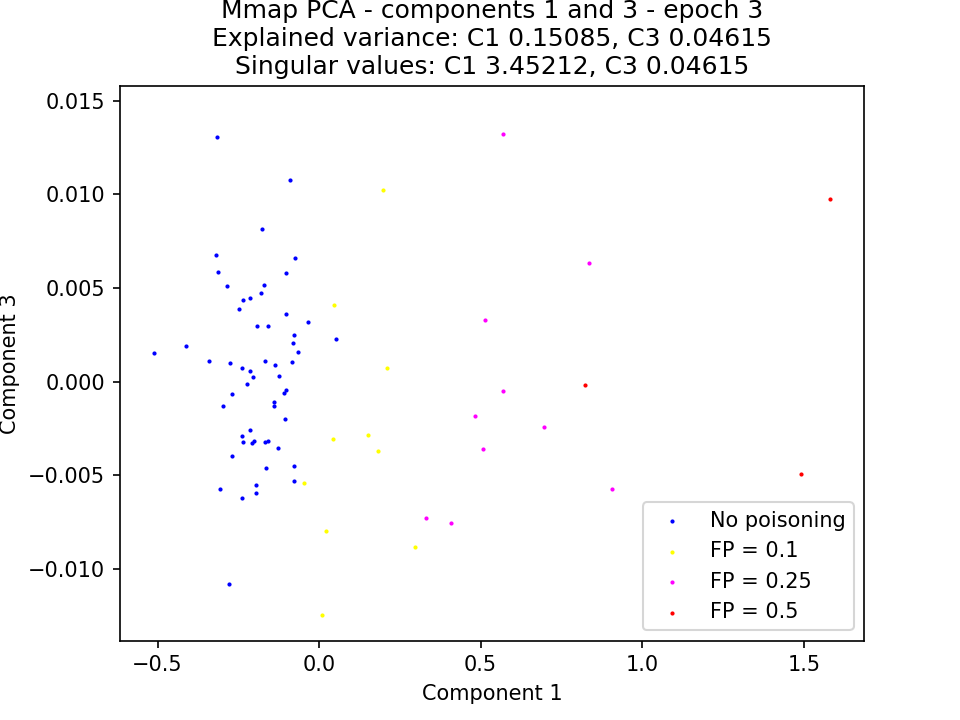 Mmap PCA - components 1 and 3 - epoch 3
Explained variance: C1 0.15085, C3 0.04615
Singular values: C1 3.45212, C3 0.04615
0.015
0.010
0.005
0.000
−0.005
−0.010
Component 3
No poisoning
FP = 0.1
FP = 0.25
FP = 0.5
−0.5
0.0
0.5
1.0
1.5
Component 1